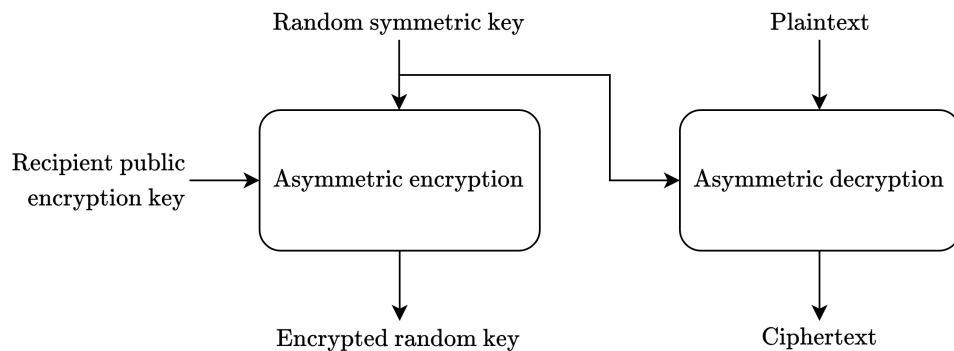 Random symmetric key
Plaintext
Recipient public
encryption key
Asymmetric encryption
Asymmetric decryption
Encrypted random key
Ciphertext